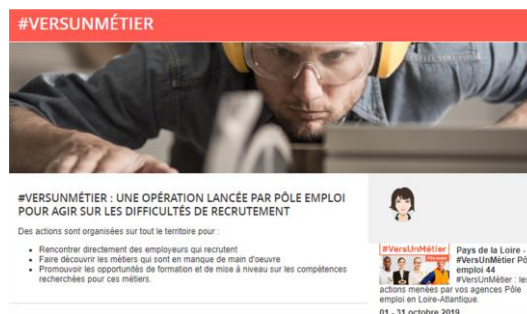 #VERSUNMÉTIER
#VERSUNMÉTIER : UNE OPÉRATION LANCÉE PAR PÔLE EMPLOI
POUR AGIR SUR LES DIFFICULTÉS DE RECRUTEMENT
Des actions sont organisées sur tout le territoire pour :
Rencontrer directement des employeurs qui recrutent
Faire découvrir les métiers qui sont en manque de main d'oeuvre
Promouvoir les opportunités de formation et de mise à niveau sur les compétences
recherchées pour ces métiers.
#VersUnMétier
Pays de la Loire -
#VersUnMétier Pô
emploi 44
#VersUnMétier : les
actions menées par vos agences Pôle
emploi en Loire-Atlantique.
01 - 31 octobre 2019